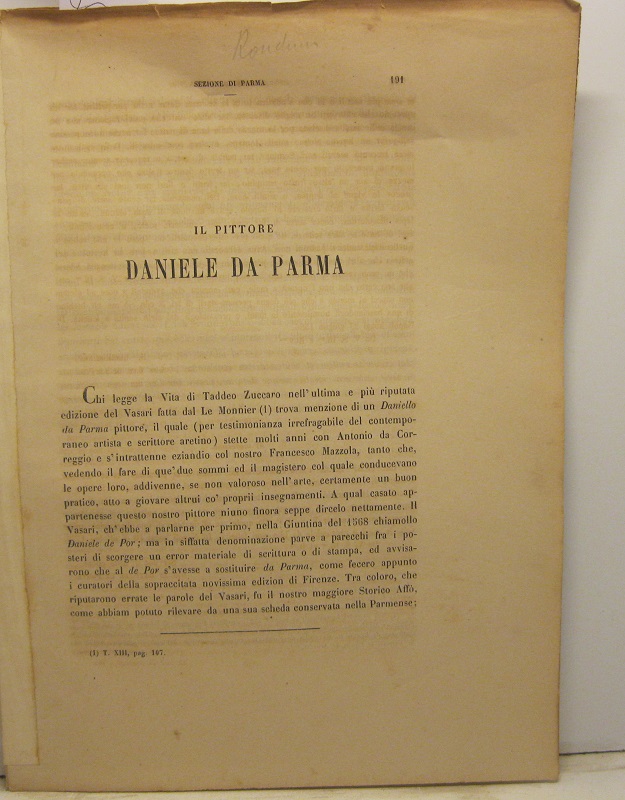 SEZIONE DI PARMA 191
IL PITTORE
DANIELE DA PARMA
Chi legge la Vita di Taddeo Zuccaro nell'ultima e più riputata
edizione del Vasari fatta dal Le Monnier (1) trova menzione di un Daniello
da Parma pittore, il quale (per testimonianza irrefragabile del contempo-
raneo artista e scrittore aretino) stette molti anni con Antonio da Cor-
reggio e s'intrattenne eziandio col nostro Francesco Mazzola, tanto che,
vedendo il fare di que' due sommi ed il magistero col quale conducevano
le opere loro, addivenne, se non valoroso nell'arte, certamente un buon
pratico, atto a giovare altrui co' proprii insegnamenti. A qual casato ap-
partenesse questo nostro pittore niuno finora seppe dircelo nettamente. Il
Vasari, ch'ebbe a parlarne per primo, nella Giuntina del 1568 chiamollo
Daniele de Por; ma in siffatta denominazione parve a parecchi fra i po-
steri di scorgere un error materiale di scrittura o di stampa, ed avvisa-
rono che al de Por s'avesse a sostituire da Parma, come fecero appunto
i curatori della sopraccitata novissima edizion di Firenze. Tra coloro, che
riputarono errate le parole del Vasari, fu il nostro maggiore Storico Affò,
come abbiam potuto rilevare da una sua scheda conservata nella Parmense;
(1) T. XIII, pag. 107.